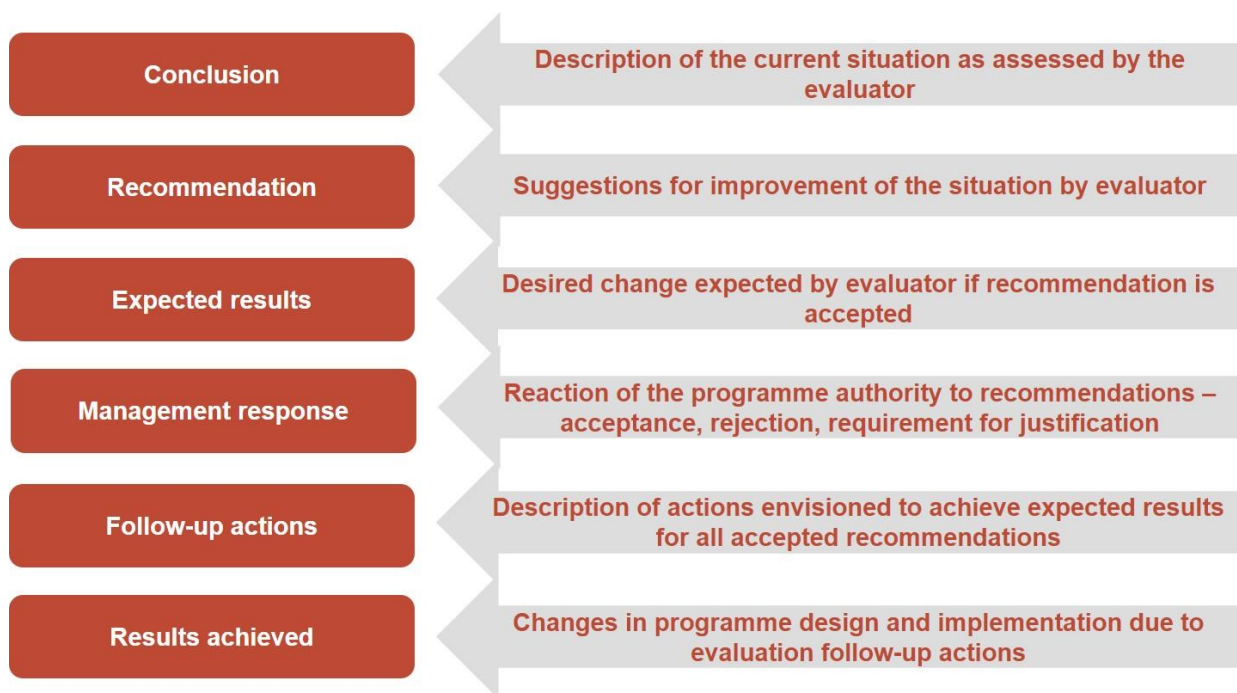 Conclusion
Description of the current situation as assessed by the
evaluator
Recommendation
Suggestions for improvement of the situation by evaluator
Expected results
Desired change expected by evaluator if recommendation is
accepted
Management response
Reaction of the programme authority to recommendations –
acceptance, rejection, requirement for justification
Follow-up actions
Description of actions envisioned to achieve expected results
for all accepted recommendations
Results achieved
Changes in programme design and implementation due to
evaluation follow-up actions